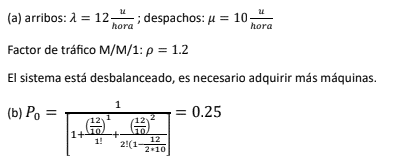 (a) arribos: λ = 12 u/hora ; despachos: μ = 10 u/hora
Factor de tráfico M/M/1: ρ = 1.2
El sistema está desbalanceado, es necesario adquirir más máquinas.
(b) P₀ = 1 / [1+ (12/10)^1 / 1! + (12/10)^2 / 2!(1− 12/2∗10)] = 0.25